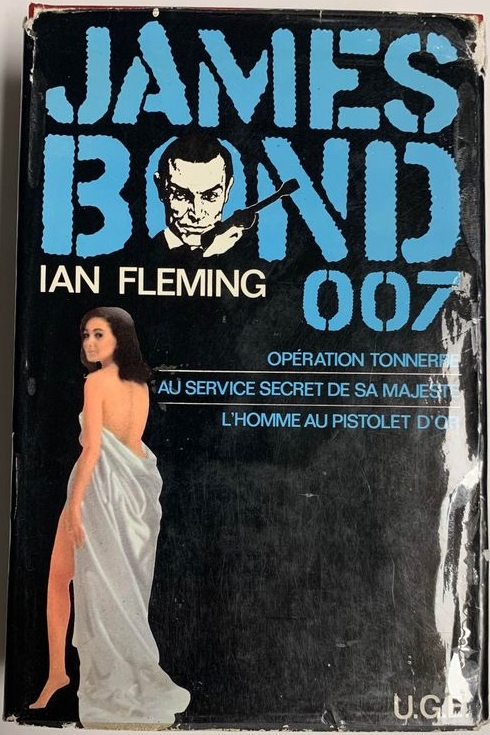 JAMES
BOND
IAN FLEMING
007
OPÉRATION TONNERRE
AU SERVICE SECRET DE SA MAJESTÉ
L'HOMME AU PISTOLET D'OR